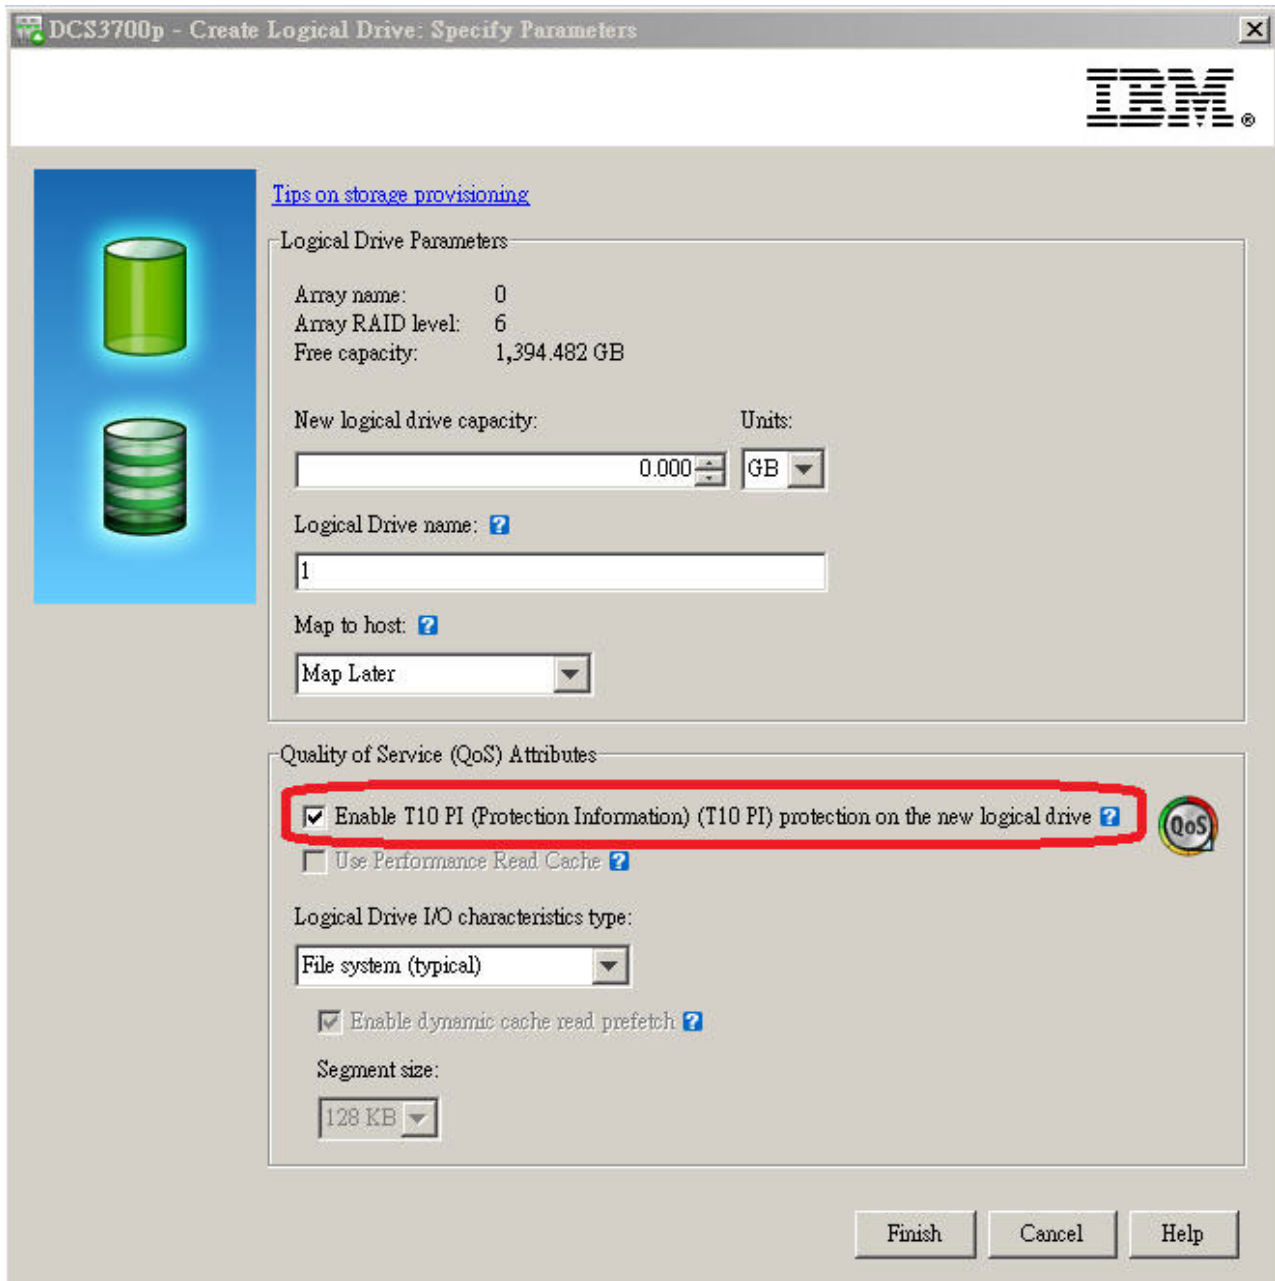 DCS3700p - Create Logical Drive: Specify Parameters
IBM®
Tips on storage provisioning
Logical Drive Parameters
Array name: 0
Array RAID level: 6
Free capacity: 1,394.482 GB
New logical drive capacity: Units:
0.000 GB
Logical Drive name: ?
1
Map to host: ?
Map Later
Quality of Service (QoS) Attributes
Enable T10 PI (Protection Information) (T10 PI) protection on the new logical drive ?
QoS
Use Performance Read Cache ?
Logical Drive I/O characteristics type:
File system (typical)
Enable dynamic cache read prefetch ?
Segment size:
128 KB
Finish Cancel Help